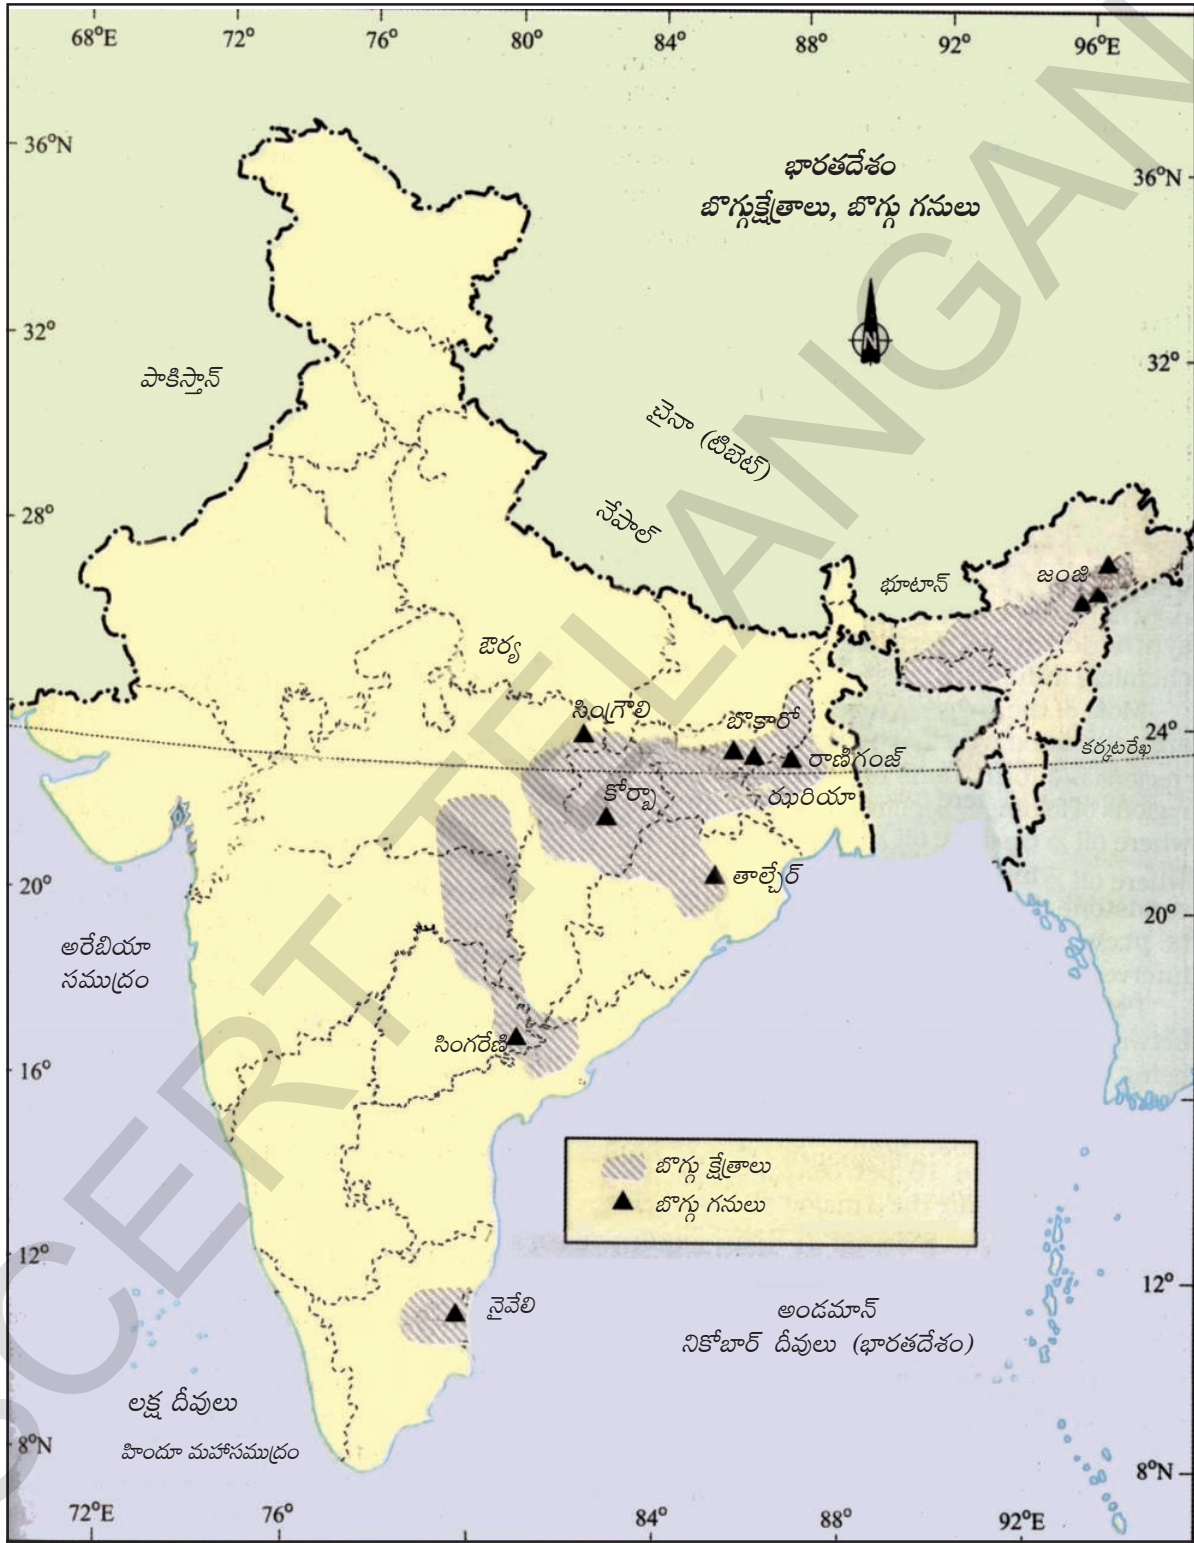 68°E 72° 76° 80° 84° 88° 92° 96°E
36°N
భారతదేశం
బొగ్గుక్షేత్రాలు, బొగ్గు గనులు
36°N
N
32°
32°
పాకిస్తాన్
చైనా (టిబెట్)
నేపాల్
28°
భూటాన్
జంజి
ఔర్య
సింగ్రౌలి
బొకారో
24°
కర్కటరేఖ
రాణిగంజ్
కోర్బా
ఝరియా
తాల్చేర్
20°
20°
అరేబియా
సముద్రం
సింగరేణి
16°
బొగ్గు క్షేత్రాలు
బొగ్గు గనులు
12°
12°
నైవేలి
అండమాన్
నికోబార్ దీవులు (భారతదేశం)
లక్ష దీవులు
హిందూ మహాసముద్రం
8°N
8°N
72°E 76° 84° 88° 92°E
SCERT TELANGAN